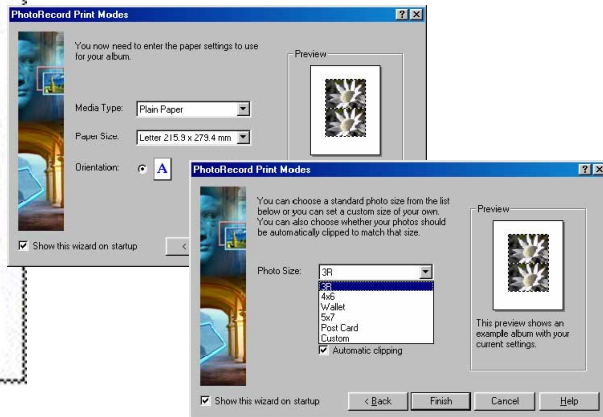 PhotoRecord Print Modes
You now need to enter the paper settings to use
for your album.
Preview
Media Type: Plain Paper
Paper Size: Letter 215.9 x 279.4 mm
Orientation: A
Show this wizard on startup <
PhotoRecord Print Modes
You can choose a standard photo size from the list
below or you can set a custom size of your own.
You can also choose whether your photos should
be automatically clipped to match that size.
Preview
Photo Size: 3R
3R
4x6
Wallet
5x7
Post Card
Custom
Automatic clipping
This preview shows an
example album with your
current settings.
Show this wizard on startup < Back Finish Cancel Help